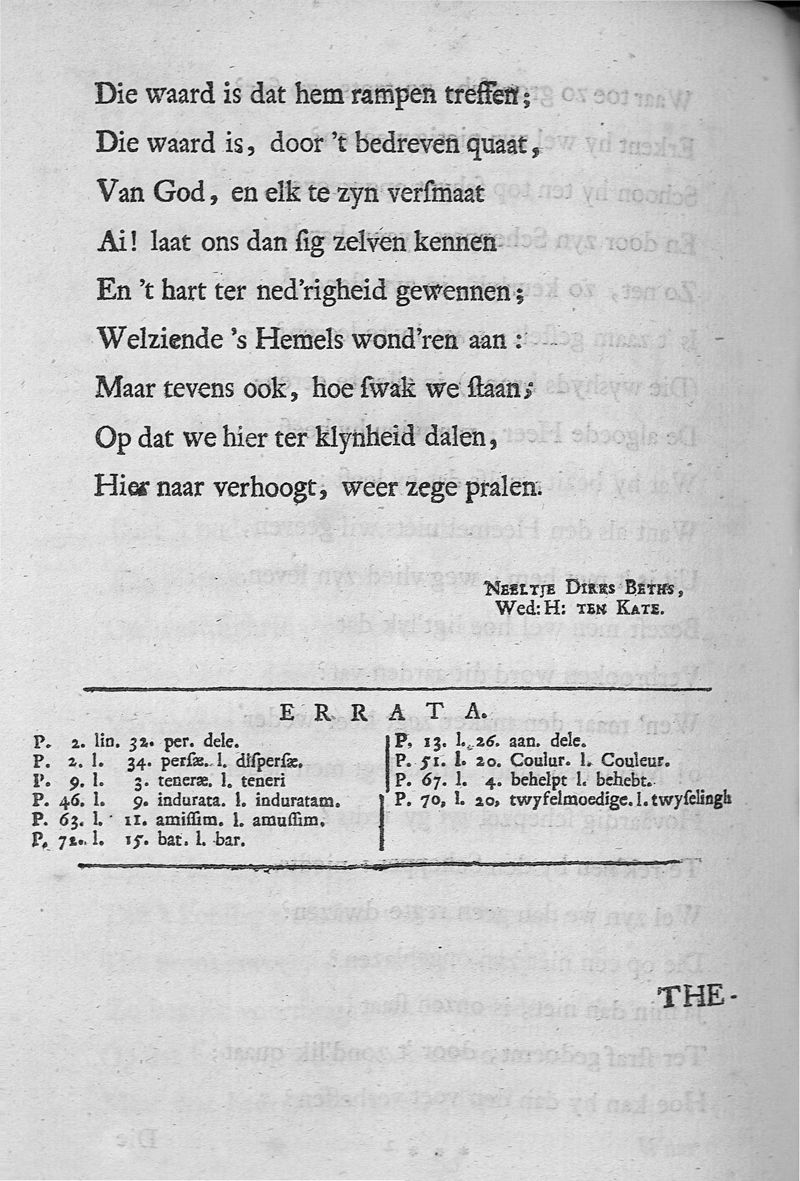 Die waard is dat hem rampen treffen;
Die waard is, door 't bedreven quaat,
Van God, en elk te zyn verſmaat
Ai! laat ons dan ſig zelven kennen
En 't hart ter ned'righeid gewennen;
Welziende 's Hemels wond'ren aan:
Maar tevens ook, hoe ſwak we ſtaan;
Op dat we hier ter klynheid dalen,
Hier naar verhoogt, weer zege pralen.
NEELTJE DIRKS BETHS,
Wed: H: TEN KATE.
ERRATA.
P. 2. lin. 32. per. dele.
P. 2. l. 34. perſæ. l. diſperſæ.
P. 9. l. 3. teneræ. l. teneri
P. 46. l. 9. indurata. l. induratam.
P. 63. l. 11. amiſſim. l. amuſſim.
P. 72. l. 15. bat. l. bar.
P. 13. l. 26. aan. dele.
P. 51. l. 20. Coulur. l. Couleur.
P. 67. l. 4. behelpt l. behebt.
P. 70, l. 20, twyfelmoedige. l. twyfelingh
THE-